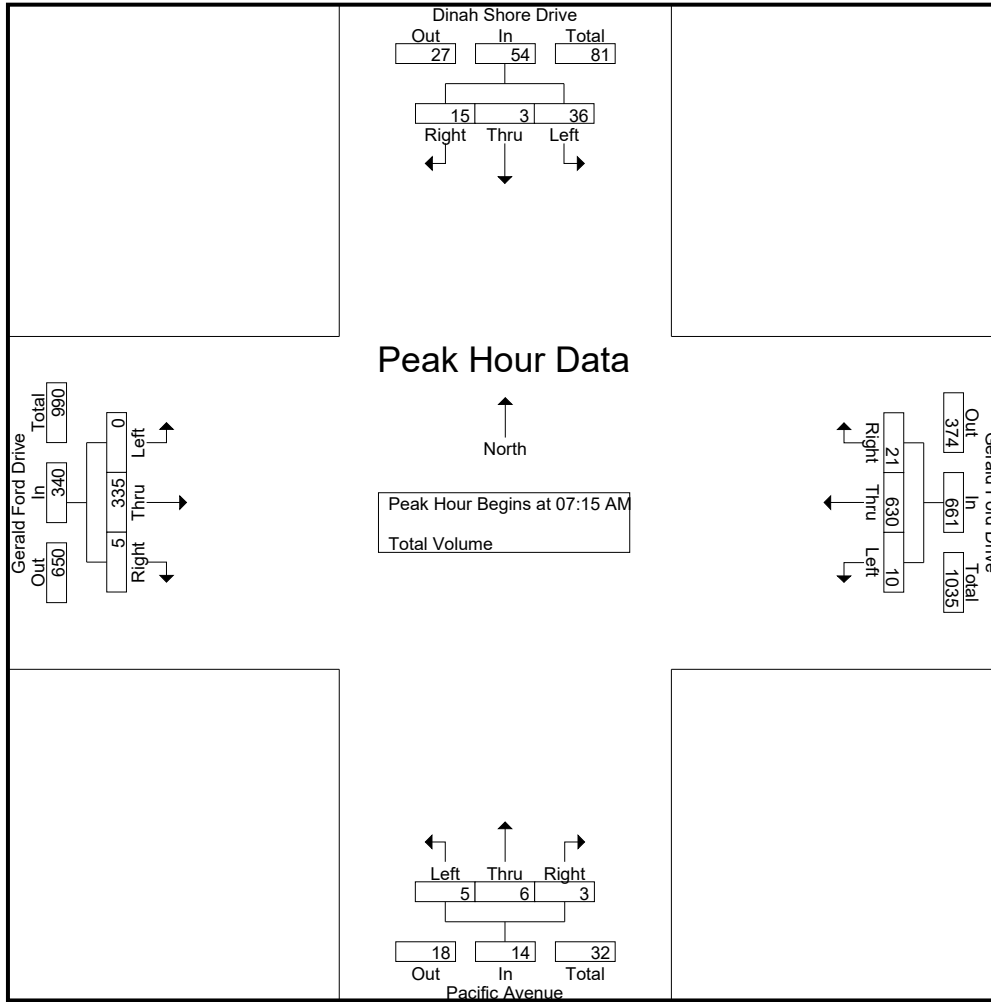 Dinah Shore Drive
Out In Total
27 54 81
15 3 36
Right Thru Left
Peak Hour Data
North
Peak Hour Begins at 07:15 AM
Total Volume
Gerald Ford Drive
Out In Total
650 340 990
Right Thru Left
5 335 0
Gerald Ford Drive
Out In Total
374 661 1035
Right Thru Left
21 630 10
Left Thru Right
5 6 3
18 14 32
Out In Total
Pacific Avenue